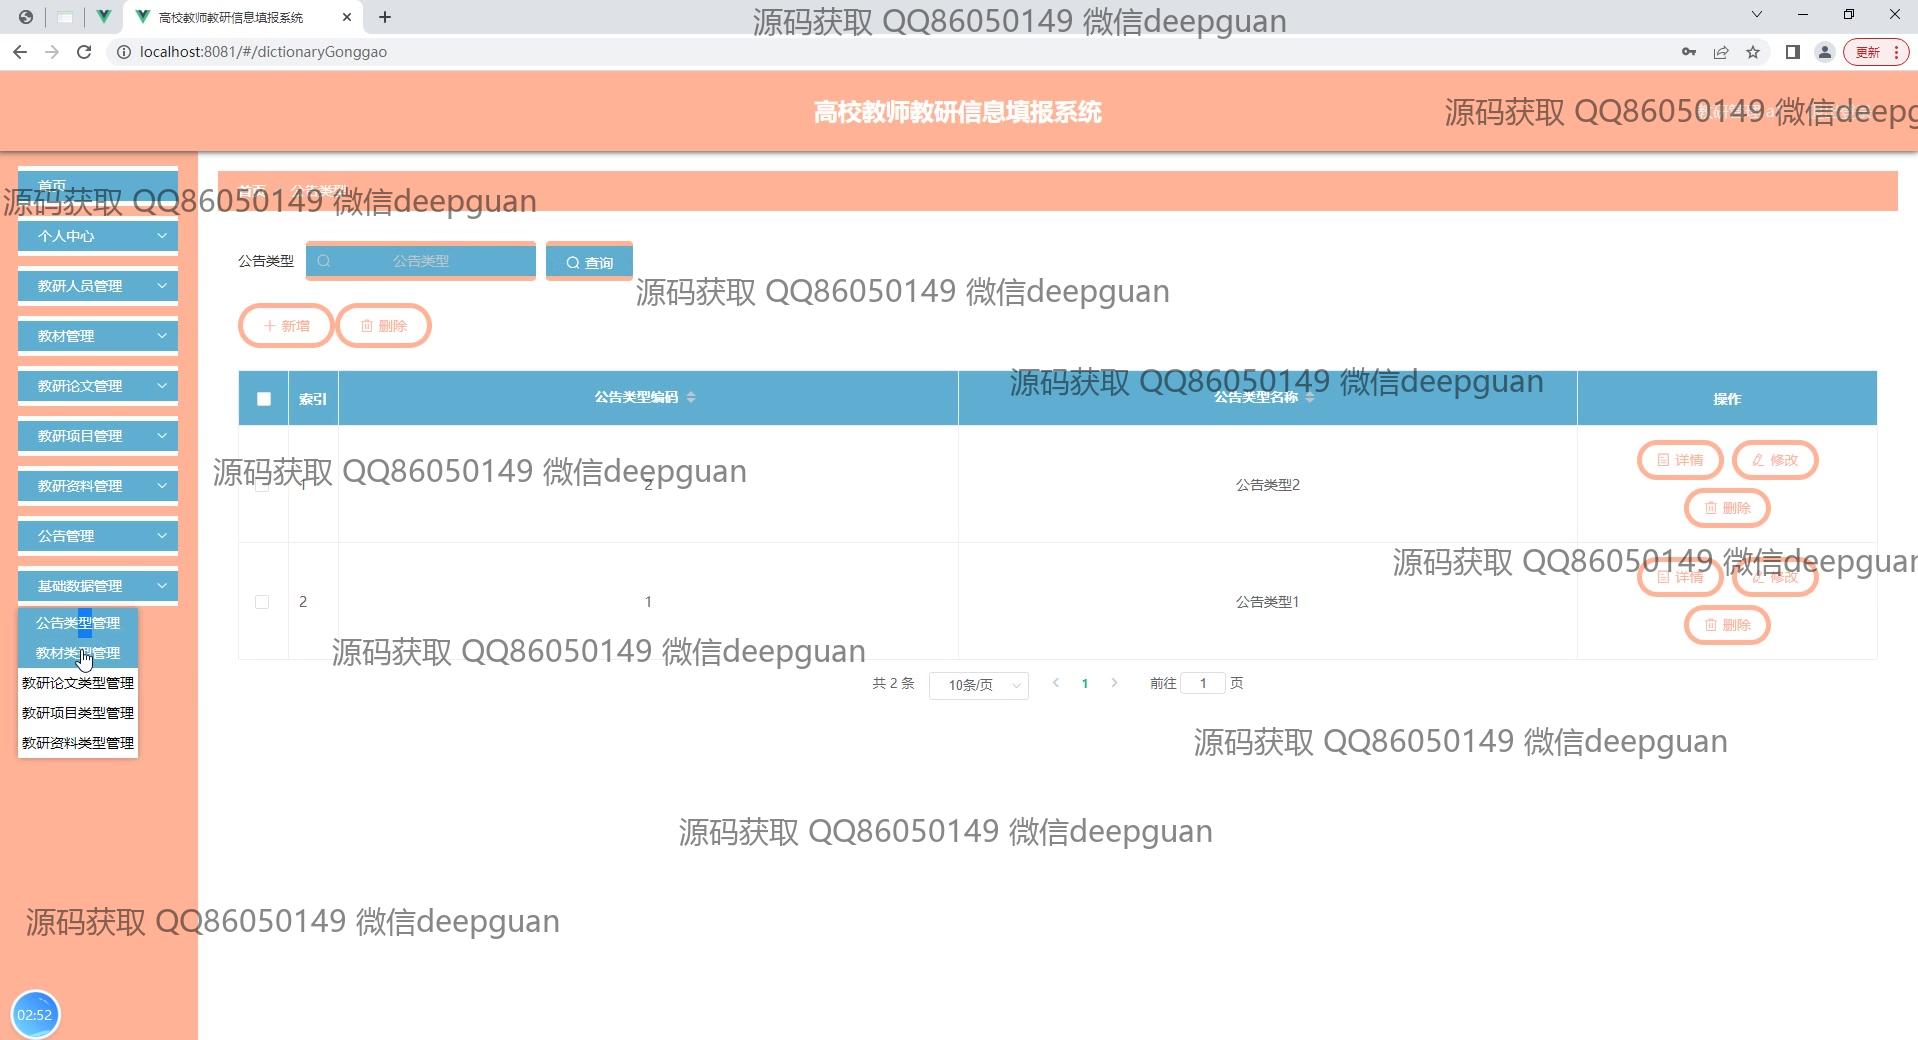 高校教师教研信息填报系统
源码获取 QQ86050149 微信deepguan
localhost:8081/#/dictionaryGonggao
更新
高校教师教研信息填报系统
源码获取 QQ86050149 微信deepg
首页
首页 公告类型
源码获取 QQ86050149 微信deepguan
个人中心
教研人员管理
教材管理
教研论文管理
教研项目管理
教研资料管理
公告管理
基础数据管理
公告类型管理
教材类型管理
教研论文类型管理
教研项目类型管理
教研资料类型管理
公告类型 公告类型 查询
源码获取 QQ86050149 微信deepguan
新增 删除
源码获取 QQ86050149 微信deepguan
索引 公告类型编码 公告类型名称 操作
源码获取 QQ86050149 微信deepguan
1 2 公告类型2 详情 修改
删除
源码获取 QQ86050149 微信deepguan
2 1 公告类型1 详情 修改
删除
源码获取 QQ86050149 微信deepguan
共 2 条 10条/页 1 前往 1 页
源码获取 QQ86050149 微信deepguan
源码获取 QQ86050149 微信deepguan
源码获取 QQ86050149 微信deepguan
02:52